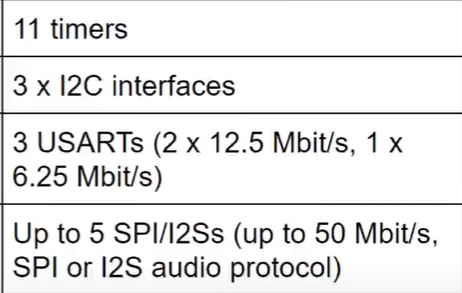 11 timers
3 x I2C interfaces
3 USARTs (2 x 12.5 Mbit/s, 1 x
6.25 Mbit/s)
Up to 5 SPI/I2Ss (up to 50 Mbit/s,
SPI or I2S audio protocol)